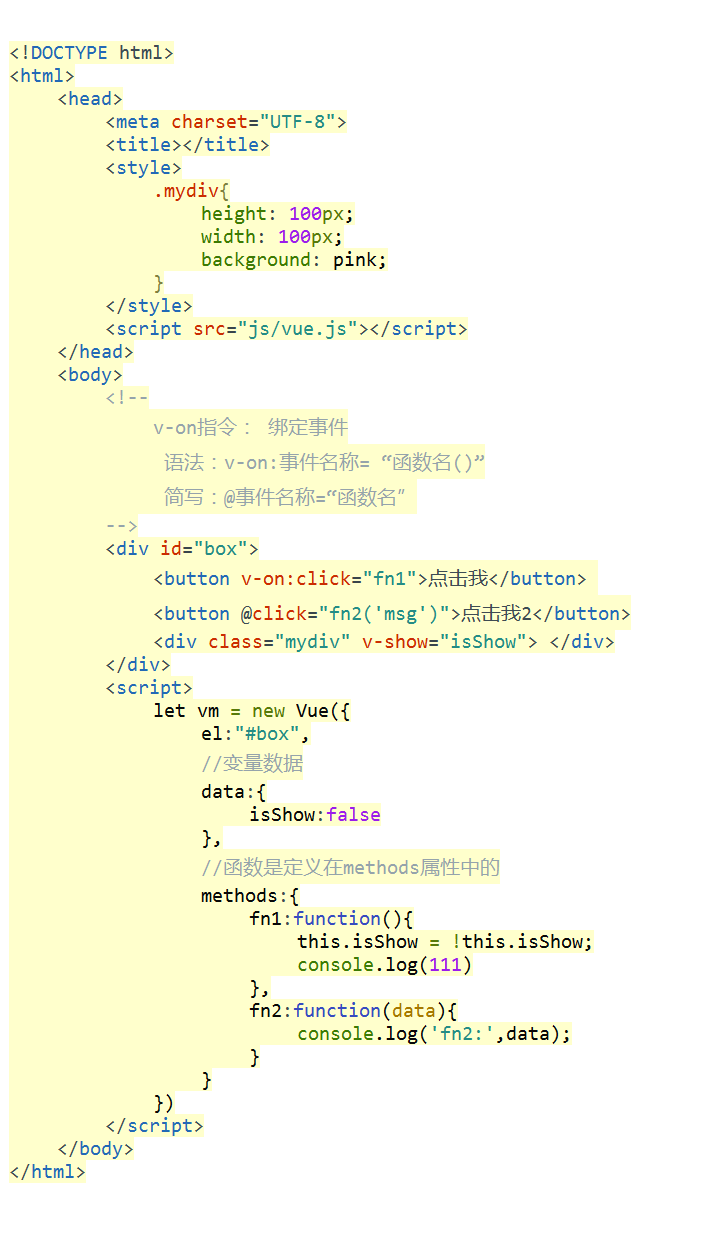 <!DOCTYPE html>
<html>
<head>
<meta charset="UTF-8">
<title></title>
<style>
.mydiv{
height: 100px;
width: 100px;
background: pink;
}
</style>
<script src="js/vue.js"></script>
</head>
<body>
<!--
v-on指令： 绑定事件
语法：v-on:事件名称= “函数名()”
简写：@事件名称=“函数名”
-->
<div id="box">
<button v-on:click="fn1">点击我</button>
<button @click="fn2('msg')">点击我2</button>
<div class="mydiv" v-show="isShow"> </div>
</div>
<script>
let vm = new Vue({
el:"#box",
//变量数据
data:{
isShow:false
},
//函数是定义在methods属性中的
methods:{
fn1:function(){
this.isShow = !this.isShow;
console.log(111)
},
fn2:function(data){
console.log('fn2:',data);
}
}
})
</script>
</body>
</html>